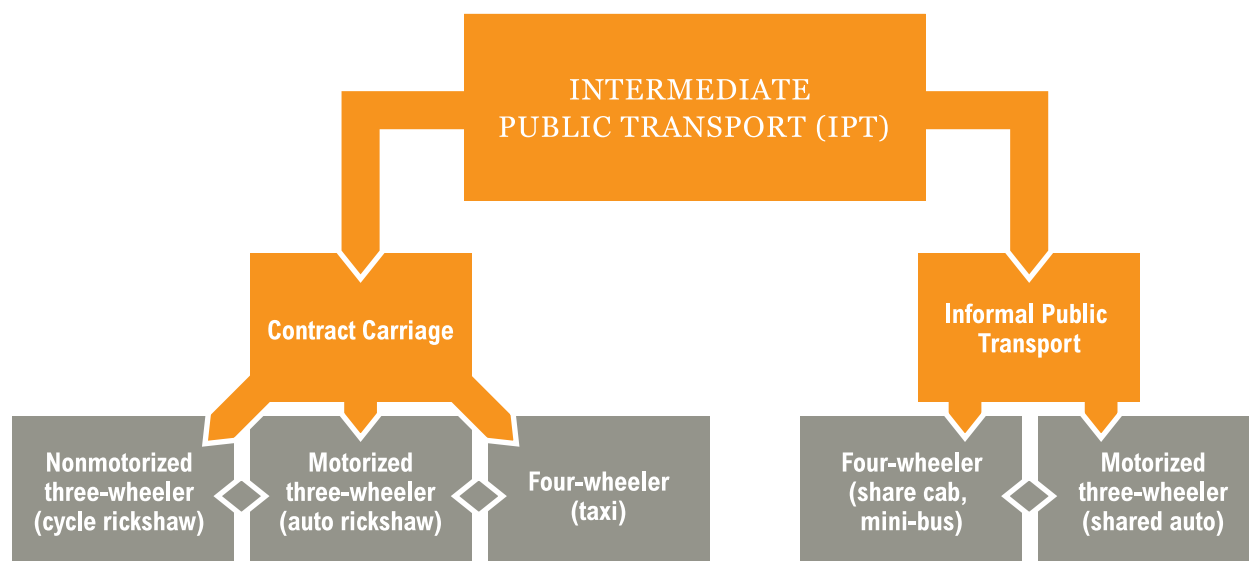 INTERMEDIATE
PUBLIC TRANSPORT (IPT)
Contract Carriage
Informal Public
Transport
Nonmotorized
three-wheeler
(cycle rickshaw)
Motorized
three-wheeler
(auto rickshaw)
Four-wheeler
(taxi)
Four-wheeler
(share cab,
mini-bus)
Motorized
three-wheeler
(shared auto)